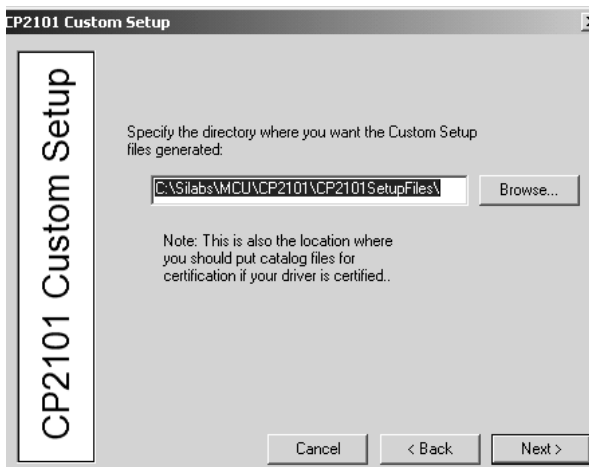 CP2101 Custom Setup
CP2101 Custom Setup
Specify the directory where you want the Custom Setup
files generated:
C:\Silabs\MCU\CP2101\CP2101SetupFiles\
Browse...
Note: This is also the location where
you should put catalog files for
certification if your driver is certified..
Cancel
< Back
Next >